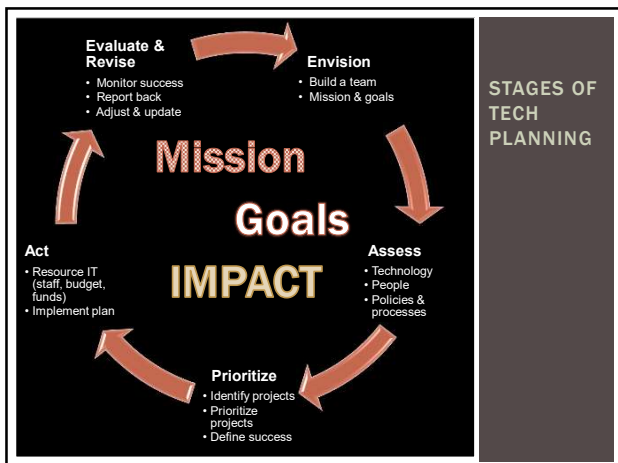 Evaluate &
Revise
• Monitor success
• Report back
• Adjust & update
Envision
• Build a team
• Mission & goals
STAGES OF
TECH
PLANNING
Mission
Goals
IMPACT
Assess
• Technology
• People
• Policies &
processes
Act
• Resource IT
(staff, budget,
funds)
• Implement plan
Prioritize
• Identify projects
• Prioritize
projects
• Define success